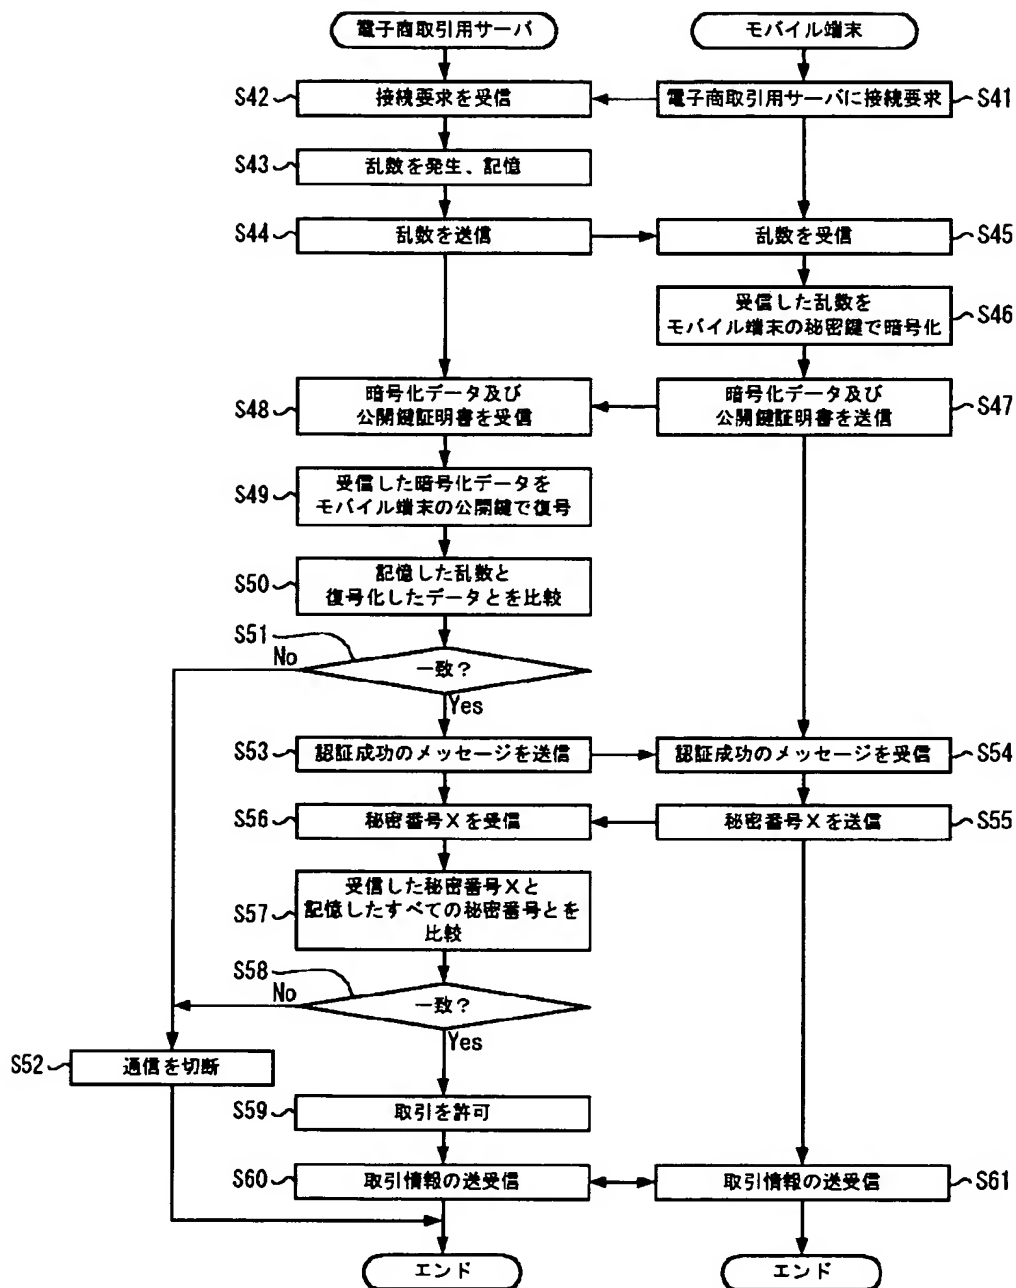 電子商取引用サーバ
モバイル端末
S42
接続要求を受信
電子商取引用サーバに接続要求
S41
S43
乱数を発生、記憶
S44
乱数を送信
乱数を受信
S45
受信した乱数を
モバイル端末の秘密鍵で暗号化
S46
S48
暗号化データ及び
公開鍵証明書を受信
暗号化データ及び
公開鍵証明書を送信
S47
S49
受信した暗号化データを
モバイル端末の公開鍵で復号
S50
記憶した乱数と
復号化したデータとを比較
S51
No
一致?
Yes
S53
認証成功のメッセージを送信
認証成功のメッセージを受信
S54
S56
秘密番号Xを受信
秘密番号Xを送信
S55
S57
受信した秘密番号Xと
記憶したすべての秘密番号とを
比較
S58
No
一致?
Yes
S52
通信を切断
S59
取引を許可
S60
取引情報の送受信
取引情報の送受信
S61
エンド
エンド